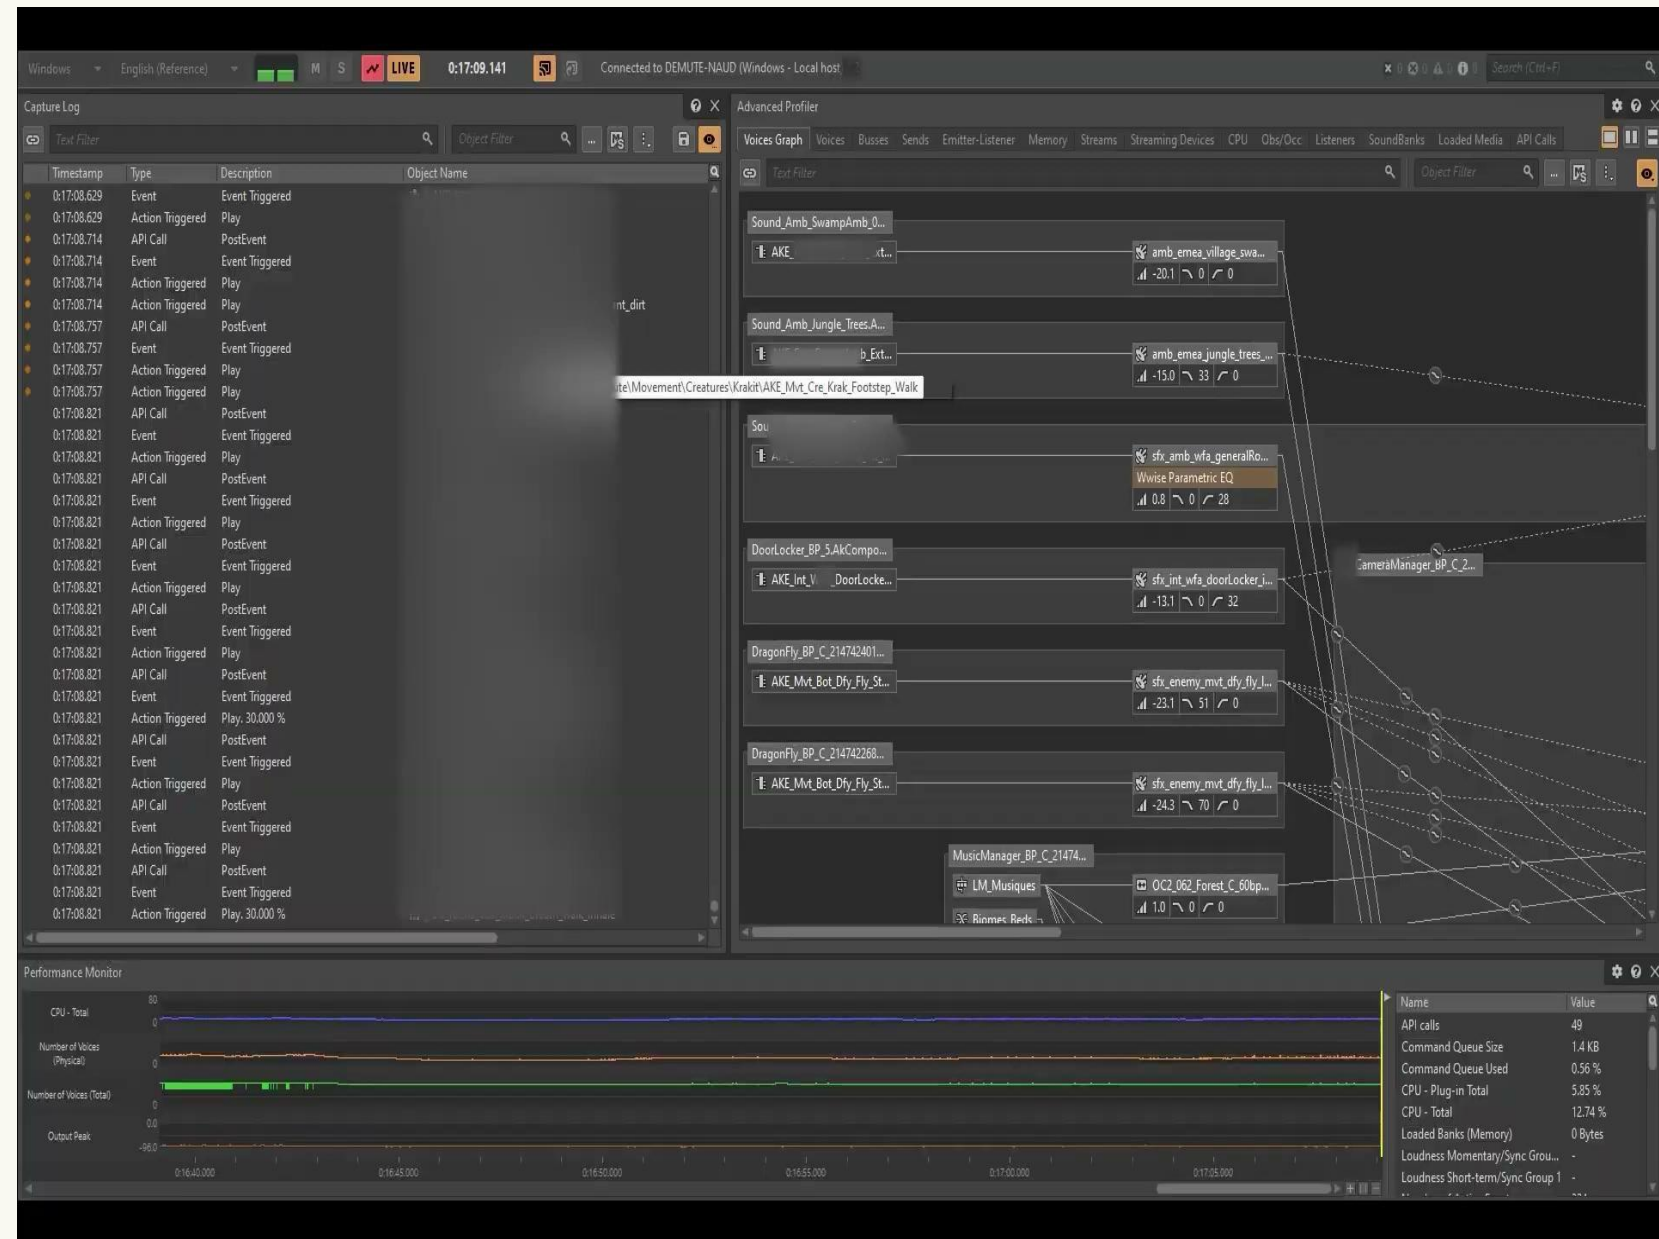 Windows English (Reference) M S LIVE 0:17:09.141 Connected to DEMUTE-NAUD (Windows - Local host Search (Ctrl+F)
Capture Log
Text Filter Object Filter ...
Timestamp Type Description Object Name
0:17:08.629 Event Event Triggered
0:17:08.629 Action Triggered Play
0:17:08.714 API Call PostEvent
0:17:08.714 Event Event Triggered
0:17:08.714 Action Triggered Play
0:17:08.714 Action Triggered Play nt_dirt
0:17:08.757 API Call PostEvent
0:17:08.757 Event Event Triggered
0:17:08.757 Action Triggered Play
0:17:08.757 Action Triggered Play
ute\Movement\Creatures\Krakit\AKE_Mvt_Cre_Krak_Footstep_Walk
0:17:08.821 API Call PostEvent
0:17:08.821 Event Event Triggered
0:17:08.821 Action Triggered Play
0:17:08.821 API Call PostEvent
0:17:08.821 Event Event Triggered
0:17:08.821 Action Triggered Play
0:17:08.821 API Call PostEvent
0:17:08.821 Event Event Triggered
0:17:08.821 Action Triggered Play
0:17:08.821 API Call PostEvent
0:17:08.821 Event Event Triggered
0:17:08.821 Action Triggered Play
0:17:08.821 API Call PostEvent
0:17:08.821 Event Event Triggered
0:17:08.821 Action Triggered Play. 30.000 %
0:17:08.821 API Call PostEvent
0:17:08.821 Event Event Triggered
0:17:08.821 Action Triggered Play
0:17:08.821 API Call PostEvent
0:17:08.821 Event Event Triggered
0:17:08.821 Action Triggered Play
0:17:08.821 API Call PostEvent
0:17:08.821 Event Event Triggered
0:17:08.821 Action Triggered Play. 30.000 %
Advanced Profiler
Voices Graph Voices Busses Sends Emitter-Listener Memory Streams Streaming Devices CPU Obs/Occ Listeners SoundBanks Loaded Media API Calls
Text Filter Object Filter ...
Sound_Amb_SwampAmb_0...
AKE_ xt... amb_emea_village_swa...
-20.1 0 0
Sound_Amb_Jungle_Trees.A...
b_Ext... amb_emea_jungle_trees_...
-15.0 33 0
Sou
sfx_amb_wfa_generalRo...
Wwise Parametric EQ
0.8 0 28
DoorLocker_BP_5.AkCompo...
CameraManager_BP_C_2...
AKE_Int_ _DoorLocke... sfx_int_wfa_doorLocker_i...
-13.1 0 32
DragonFly_BP_C_214742401...
AKE_Mvt_Bot_Dfy_Fly_St... sfx_enemy_mvt_dfy_fly_l...
-23.1 51 0
DragonFly_BP_C_214742268...
AKE_Mvt_Bot_Dfy_Fly_St... sfx_enemy_mvt_dfy_fly_l...
-24.3 70 0
MusicManager_BP_C_21474...
LM_Musiques OC2_062_Forest_C_60bp...
1.0 0 0
Biomes_Beds
Performance Monitor
CPU - Total 80
0
Number of Voices
(Physical) 0
Number of Voices (Total) 0
0.0
Output Peak
-96.0
0:16:40.000 0:16:45.000 0:16:50.000 0:16:55.000 0:17:00.000 0:17:05.000
Name Value
API calls 49
Command Queue Size 1.4 KB
Command Queue Used 0.56 %
CPU - Plug-in Total 5.85 %
CPU - Total 12.74 %
Loaded Banks (Memory) 0 Bytes
Loudness Momentary/Sync Grou... -
Loudness Short-term/Sync Group 1 -